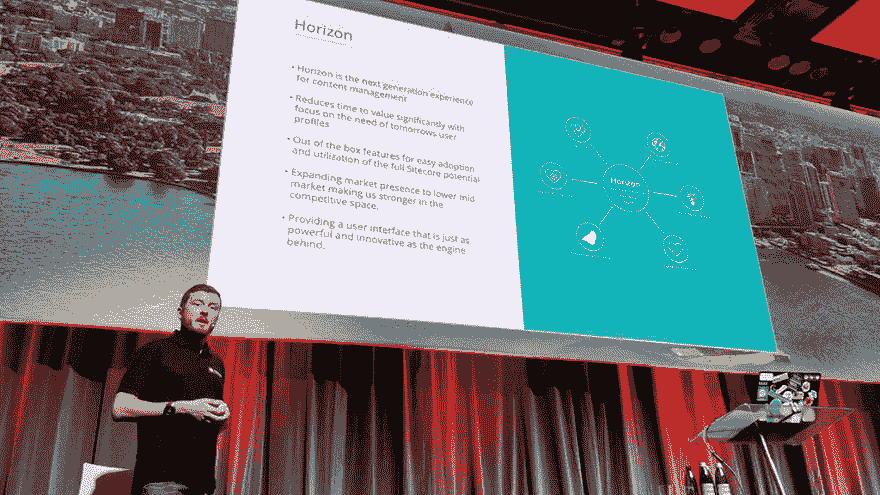 Horizon
• Horizon is the next generation experience
for content management
• Reduces time to value significantly with
focus on the need of tomorrows user
profiles
• Out of the box features for easy adoption
and utilization of the full Sitecore potential
• Expanding market presence to lower mid
market making us stronger in the
competitive space.
• Providing a user interface that is just as
powerful and innovative as the engine
behind.
Horizon